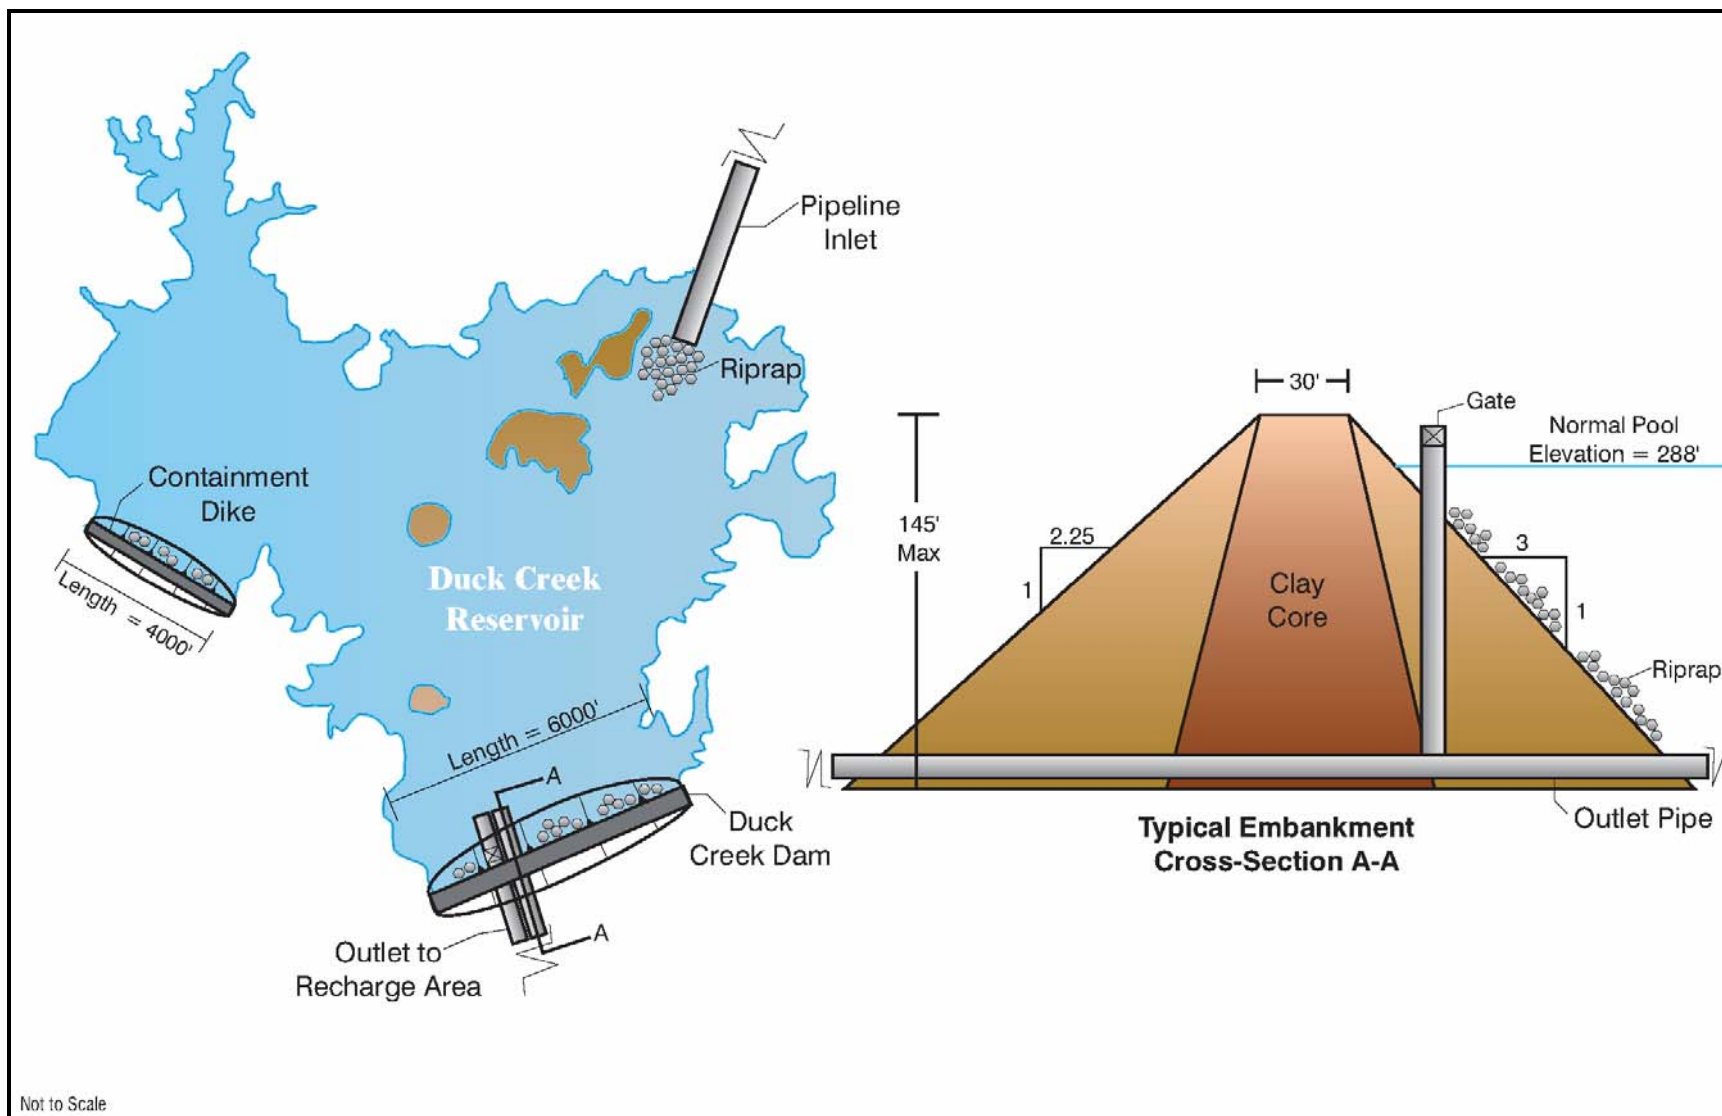 Pipeline
Inlet
Riprap
Containment
Dike
Length = 4000'
Duck Creek
Reservoir
Length = 6000'
A
Duck
Creek Dam
A
Outlet to
Recharge Area
30'
Gate
Normal Pool
Elevation = 288'
145'
Max
2.25
1
3
1
Clay
Core
Riprap
Outlet Pipe
Typical Embankment
Cross-Section A-A
Not to Scale